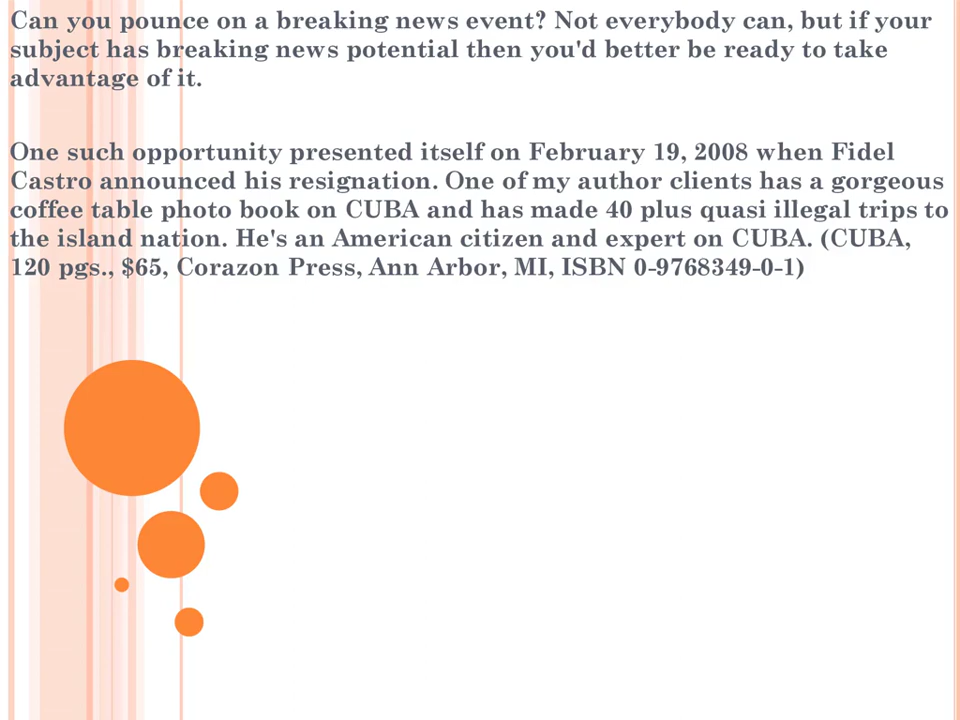 Can you pounce on a breaking news event? Not everybody can, but if your
subject has breaking news potential then you'd better be ready to take
advantage of it.
One such opportunity presented itself on February 19, 2008 when Fidel
Castro announced his resignation. One of my author clients has a gorgeous
coffee table photo book on CUBA and has made 40 plus quasi illegal trips to
the island nation. He's an American citizen and expert on CUBA. (CUBA,
120 pgs., $65, Corazon Press, Ann Arbor, MI, ISBN 0-9768349-0-1)